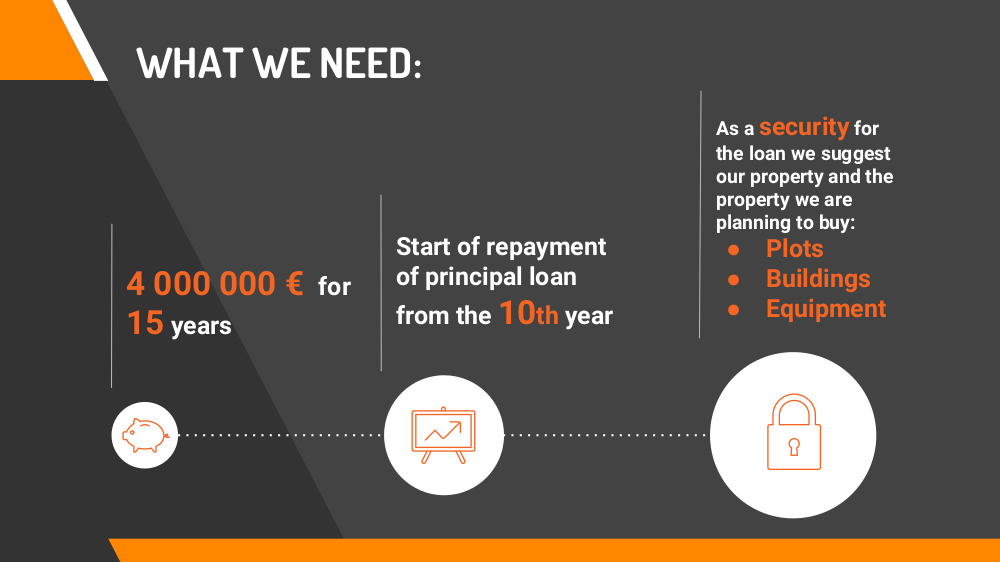 WHAT WE NEED:
4 000 000 € for
15 years
Start of repayment
of principal loan
from the 10th year
As a security for
the loan we suggest
our property and the
property we are
planning to buy:
● Plots
● Buildings
● Equipment